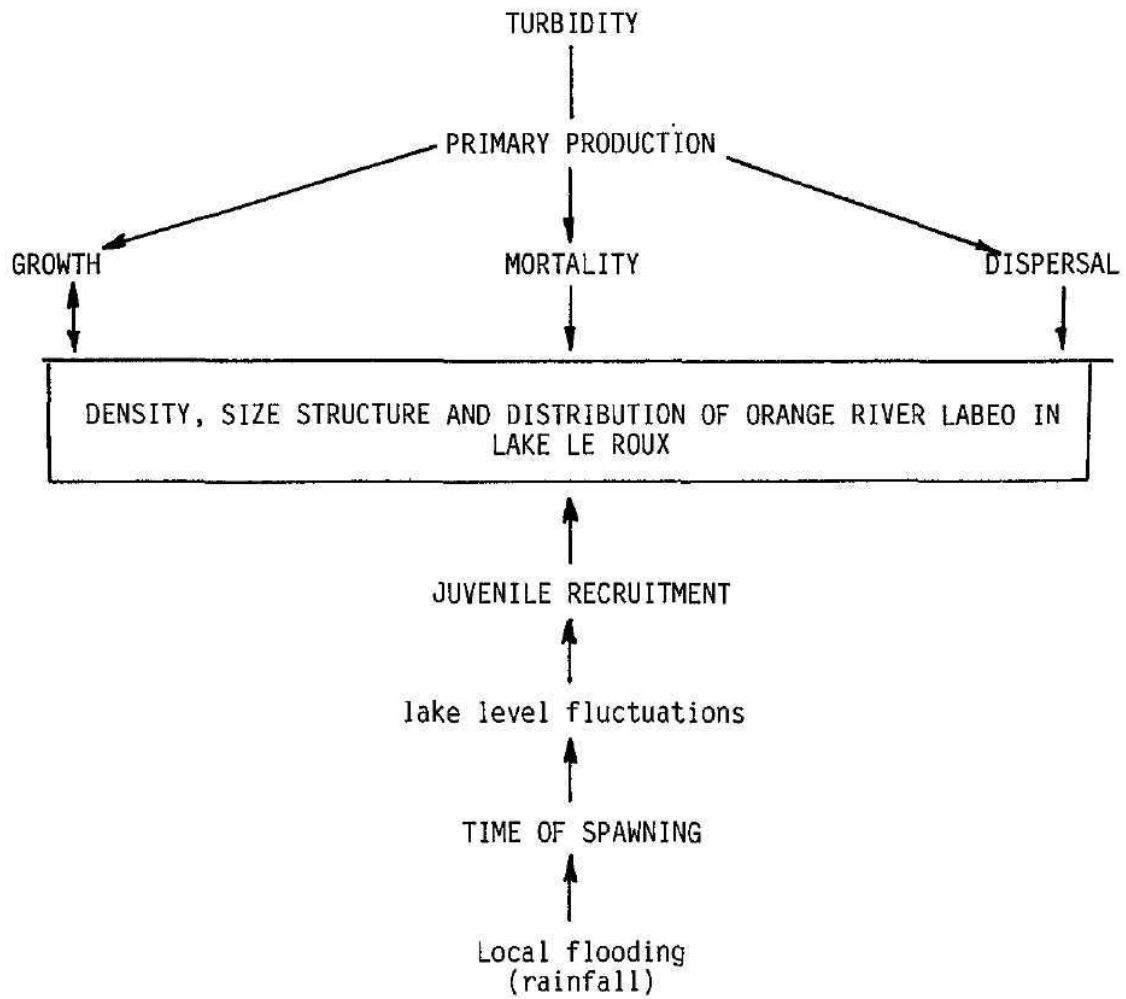 TURBIDITY
PRIMARY PRODUCTION
GROWTH MORTALITY DISPERSAL
DENSITY, SIZE STRUCTURE AND DISTRIBUTION OF ORANGE RIVER LABEO IN
LAKE LE ROUX
JUVENILE RECRUITMENT
lake level fluctuations
TIME OF SPAWNING
Local flooding
(rainfall)